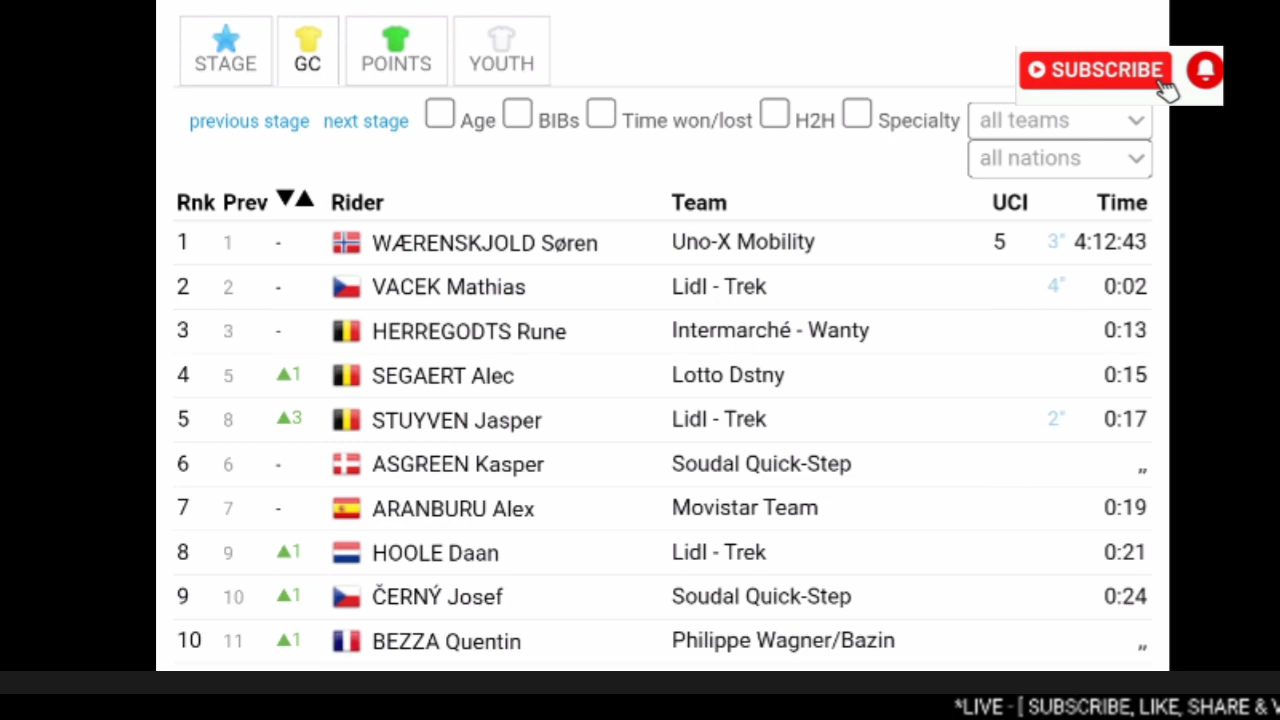 STAGE GC POINTS YOUTH
SUBSCRIBE
previous stage next stage Age BIBs Time won/lost H2H Specialty all teams
all nations
Rnk Prev ▼▲ Rider Team UCI Time
1 1 - WÆRENSKJOLD Søren Uno-X Mobility 5 3" 4:12:43
2 2 - VACEK Mathias Lidl - Trek 4" 0:02
3 3 - HERREGODTS Rune Intermarché - Wanty 0:13
4 5 ▲1 SEGAERT Alec Lotto Dstny 0:15
5 8 ▲3 STUYVEN Jasper Lidl - Trek 2" 0:17
6 6 - ASGREEN Kasper Soudal Quick-Step ,,
7 7 - ARANBURU Alex Movistar Team 0:19
8 9 ▲1 HOOLE Daan Lidl - Trek 0:21
9 10 ▲1 ČERNÝ Josef Soudal Quick-Step 0:24
10 11 ▲1 BEZZA Quentin Philippe Wagner/Bazin ,,
*LIVE - [ SUBSCRIBE, LIKE, SHARE &